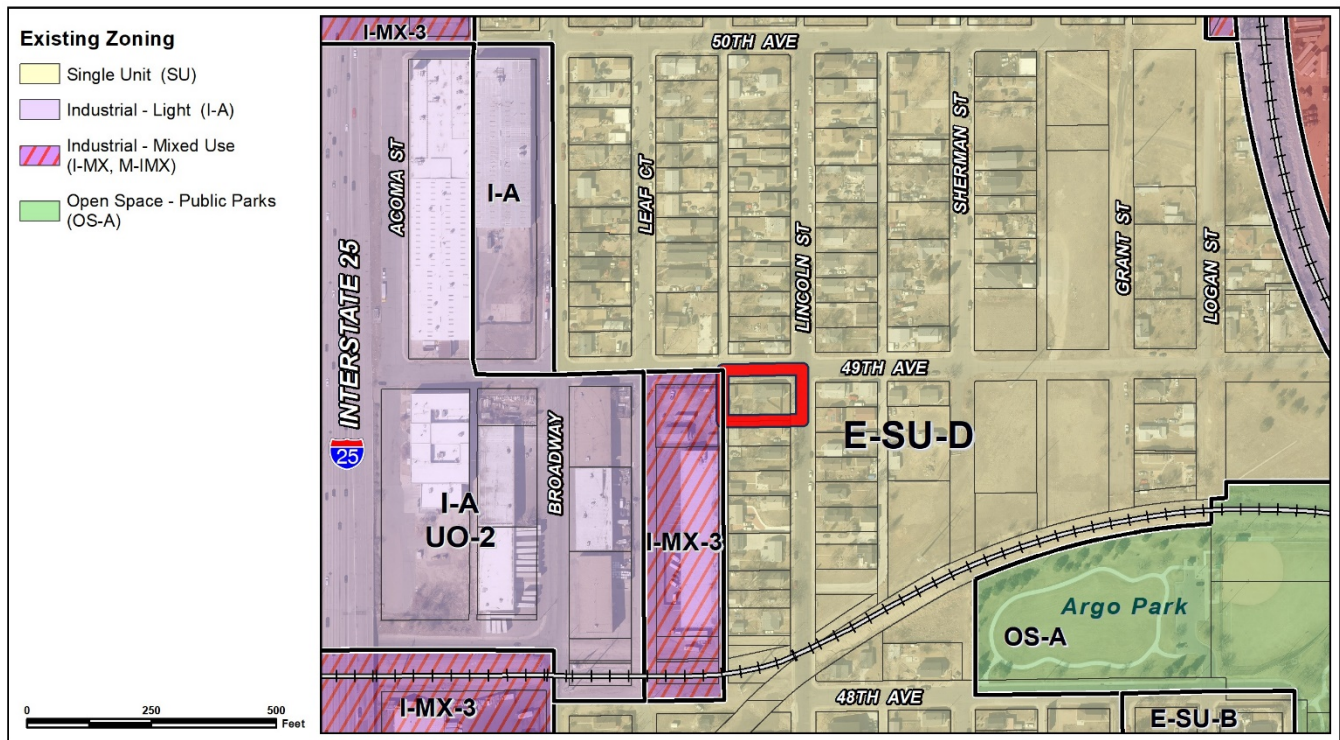 Existing Zoning
Single Unit (SU)
Industrial - Light (I-A)
Industrial - Mixed Use
(I-MX, M-IMX)
Open Space - Public Parks
(OS-A)
0 250 500
Feet
I-MX-3
50TH AVE
ACOMA ST
I-A
LEAF CT
LINCOLN ST
SHERMAN ST
GRANT ST
LOGAN ST
INTERSTATE 25
25
49TH AVE
E-SU-D
BROADWAY
I-A
UO-2
I-MX-3
Argo Park
OS-A
I-MX-3
48TH AVE
E-SU-B